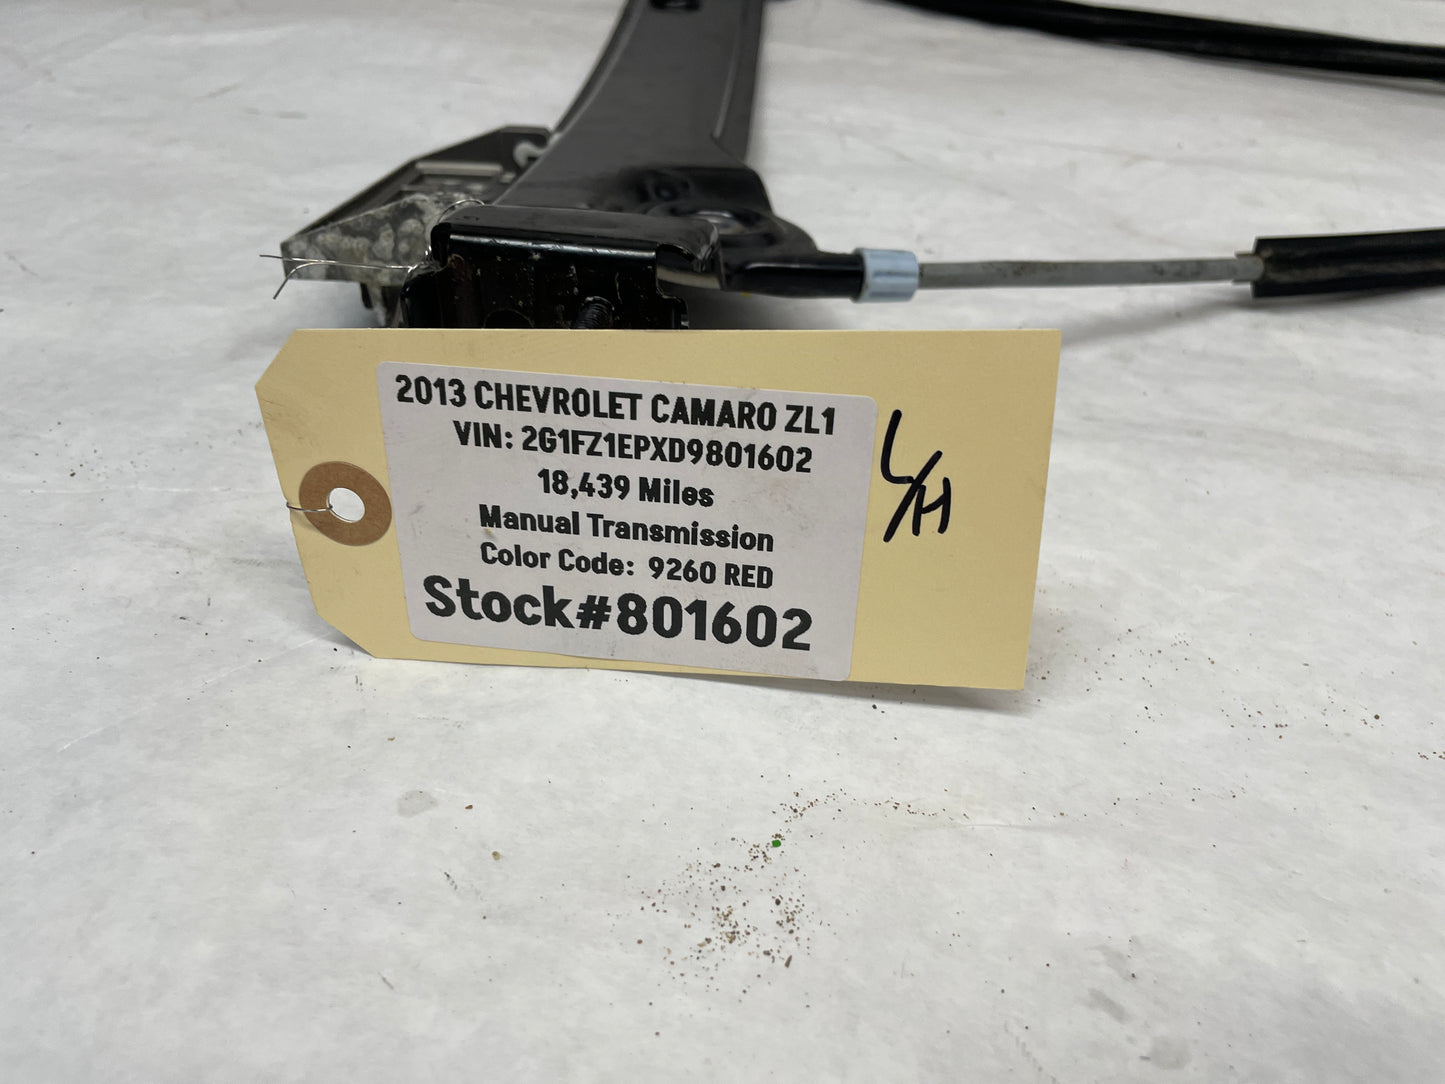 2013 CHEVROLET CAMARO ZL1
VIN: 2G1FZ1EPXD9801602
18,439 Miles
Manual Transmission
Color Code: 9260 RED
Stock#801602
L/H